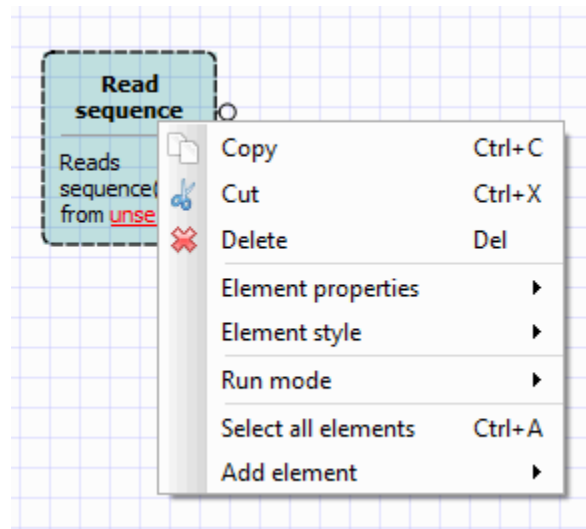 Read
sequence
Reads
sequence(
from unse
Copy Ctrl+C
Cut Ctrl+X
Delete Del
Element properties
Element style
Run mode
Select all elements Ctrl+A
Add element